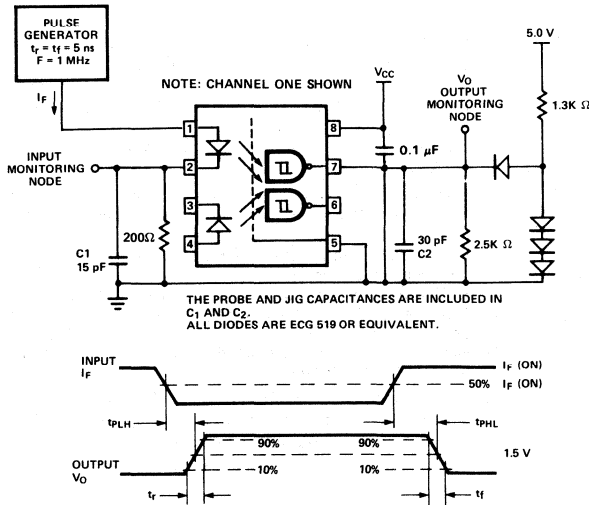 PULSE
GENERATOR
tr = tf = 5 ns
F = 1 MHz
IF
NOTE: CHANNEL ONE SHOWN
VCC
VO
OUTPUT
MONITORING
NODE
5.0 V
1.3K Ω
INPUT
MONITORING
NODE
1
2
3
4
8
7
6
5
0.1 μF
C1
15 pF
200Ω
30 pF
C2
2.5K Ω
THE PROBE AND JIG CAPACITANCES ARE INCLUDED IN
C1 AND C2.
ALL DIODES ARE ECG 519 OR EQUIVALENT.
INPUT
IF
IF (ON)
50% IF (ON)
tPLH
tPHL
90% 90%
1.5 V
OUTPUT
VO
10% 10%
tr
tf